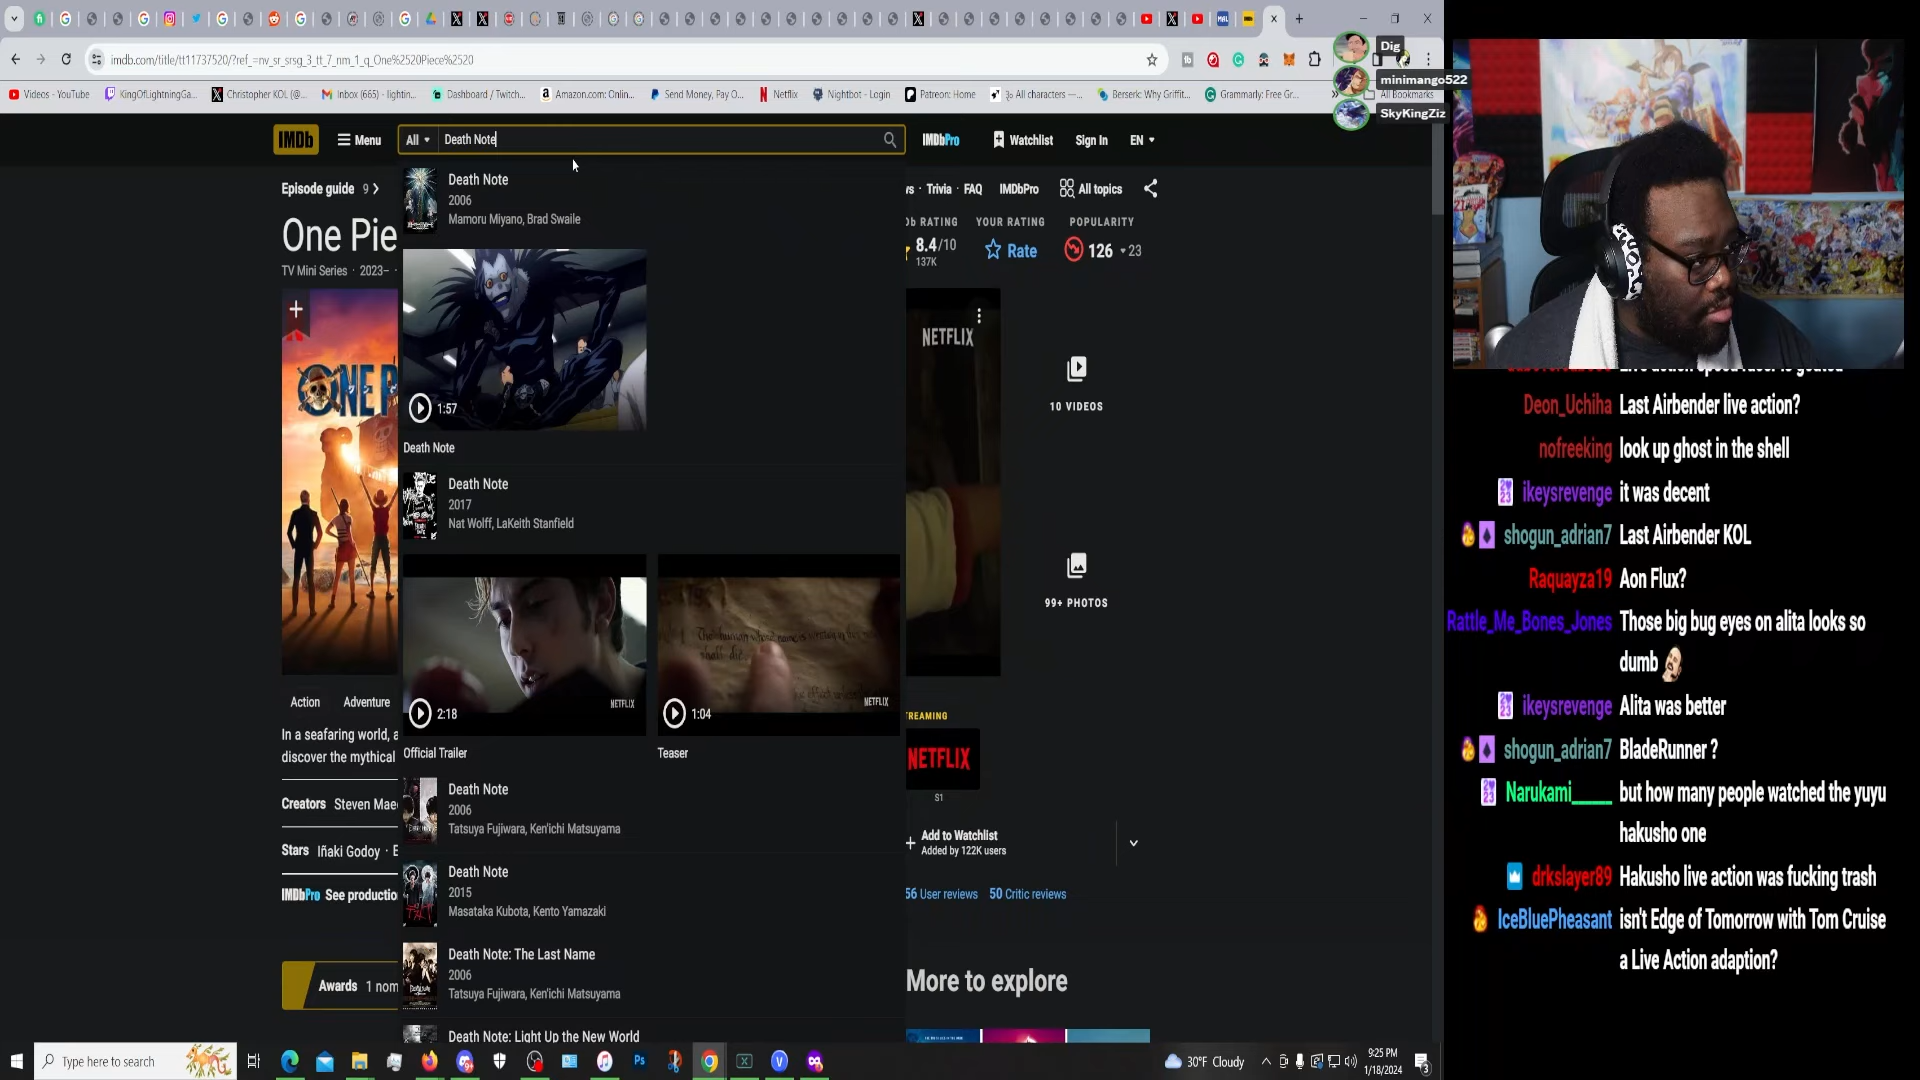 imdb.com/title/tt11737520/?ref_=nv_sr_srsg_3_tt_7_nm_1_q_One%2520Piece%2520
Videos - YouTube
KingOfLightningGa...
Christopher KOL (@...
Inbox (665) - lightin...
Dashboard / Twitch...
Amazon.com: Onlin...
Send Money, Pay O...
Netflix
Nightbot - Login
Patreon: Home
All characters —...
Berserk: Why Griffit...
Grammarly: Free Gr...
»
All Bookmarks
Dig
minimango522
SkyKingZiz
IMDb
Menu
All
Death Note
IMDbPro
Watchlist
Sign In
EN
Episode guide 9
Trivia · FAQ
IMDbPro
All topics
One Pie
TV Mini Series · 2023– ·
RATING
8.4/10
137K
YOUR RATING
Rate
POPULARITY
126 23
Death Note
2006
Mamoru Miyano, Brad Swaile
1:57
Death Note
Death Note
2017
Nat Wolff, LaKeith Stanfield
2:18
NETFLIX
Official Trailer
1:04
NETFLIX
Teaser
Death Note
2006
Tatsuya Fujiwara, Ken'ichi Matsuyama
Death Note
2015
Masataka Kubota, Kento Yamazaki
Death Note: The Last Name
2006
Tatsuya Fujiwara, Ken'ichi Matsuyama
Death Note: Light Up the New World
ONE P
Action
Adventure
In a seafaring world, a
discover the mythical
Creators Steven Mae
Stars Iñaki Godoy · E
IMDbPro See productio
Awards 1 nom
NETFLIX
10 VIDEOS
99+ PHOTOS
TREAMING
NETFLIX
S1
Add to Watchlist
Added by 122K users
56 User reviews
50 Critic reviews
More to explore
Deon_Uchiha Last Airbender live action?
nofreeking look up ghost in the shell
ikeysrevenge it was decent
shogun_adrian7 Last Airbender KOL
Raquayza19 Aon Flux?
Rattle_Me_Bones_Jones Those big bug eyes on alita looks so
dumb
ikeysrevenge Alita was better
shogun_adrian7 BladeRunner ?
Narukami_____ but how many people watched the yuyu
hakusho one
drkslayer89 Hakusho live action was fucking trash
IceBluePheasant isn't Edge of Tomorrow with Tom Cruise
a Live Action adaption?
Type here to search
30°F Cloudy
9:25 PM
1/18/2024
3